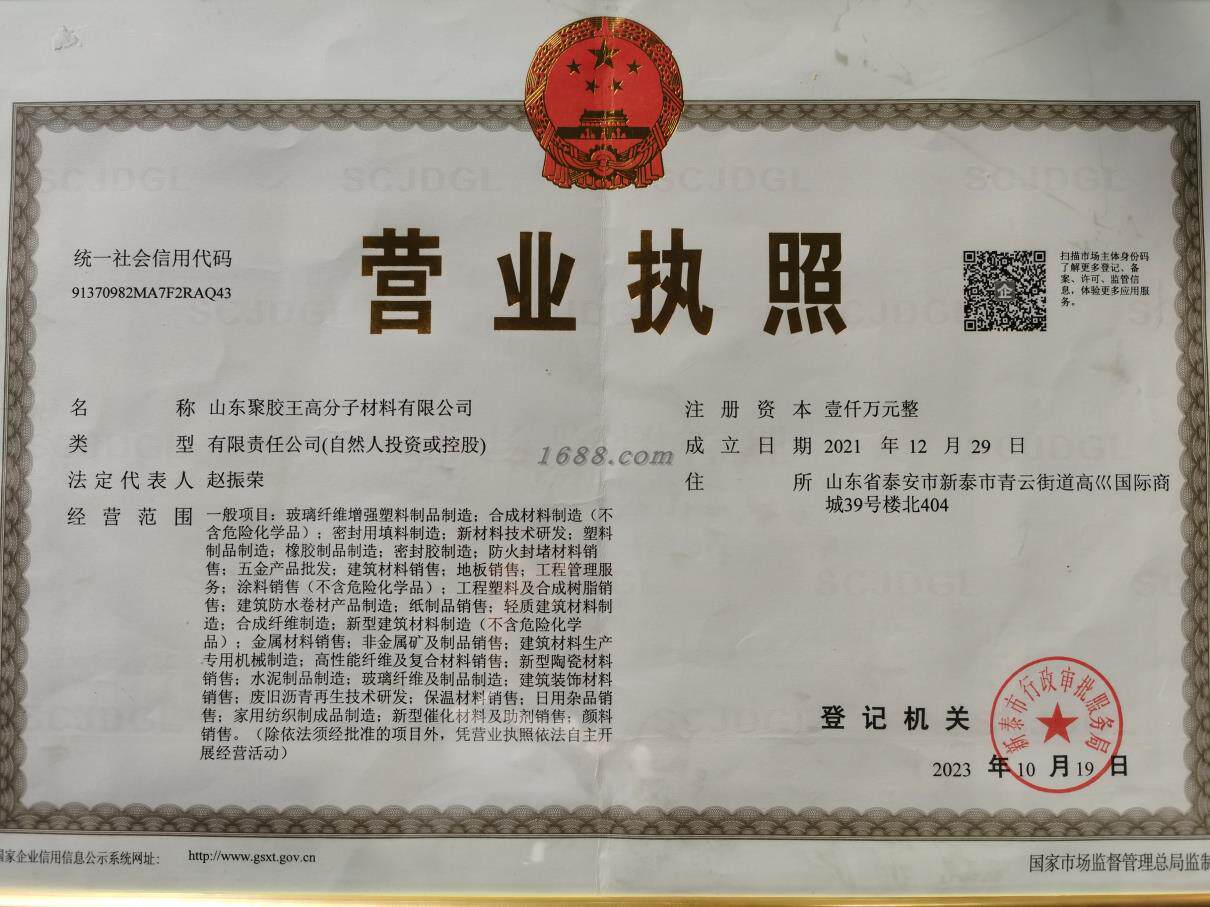 营业执照
统一社会信用代码
91370982MA7F2RAQ43
扫描市场主体身份码
了解更多登记、备
案、许可、监管信
息，体验更多应用服
务。
名称 山东聚胶王高分子材料有限公司
类型 有限责任公司(自然人投资或控股)
法定代表人 赵振荣
经营范围 一般项目：玻璃纤维增强塑料制品制造；合成材料制造（不
含危险化学品）；密封用填料制造；新材料技术研发；塑料
制品制造；橡胶制品制造；密封胶制造；防火封堵材料销
售；五金产品批发；建筑材料销售；地板销售；工程管理服
务；涂料销售（不含危险化学品）；工程塑料及合成树脂销
售；建筑防水卷材产品制造；纸制品销售；轻质建筑材料制
造；合成纤维制造；新型建筑材料制造（不含危险化学
品）；金属材料销售；非金属矿及制品销售；建筑材料生产
专用机械制造；高性能纤维及复合材料销售；新型陶瓷材料
销售；水泥制品制造；玻璃纤维及制品制造；建筑装饰材料
销售；废旧沥青再生技术研发；保温材料销售；日用杂品销
售；家用纺织制成品制造；新型催化材料及助剂销售；颜料
销售。（除依法须经批准的项目外，凭营业执照依法自主开
展经营活动）
注册资本 壹仟万元整
成立日期 2021 年 12 月 29 日
住所 山东省泰安市新泰市青云街道高巛国际商
城39号楼北404
1688.com
登记机关
新泰市行政审批服务局
2023 年 10 月 19 日
国家企业信用信息公示系统网址： http://www.gsxt.gov.cn
国家市场监督管理总局监制